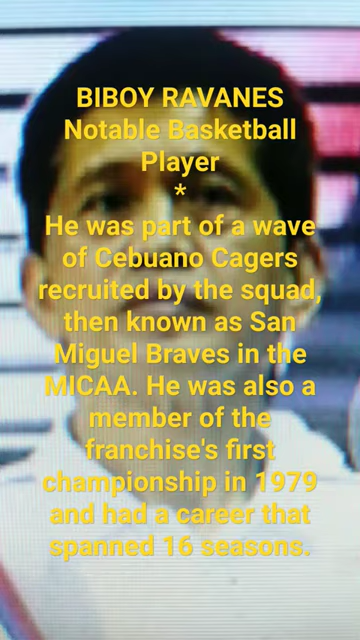 BIBOY RAVANES
Notable Basketball
Player
*
He was part of a wave
of Cebuano Cagers
recruited by the squad,
then known as San
Miguel Braves in the
MICAA. He was also a
member of the
franchise's first
championship in 1979
and had a career that
spanned 16 seasons.